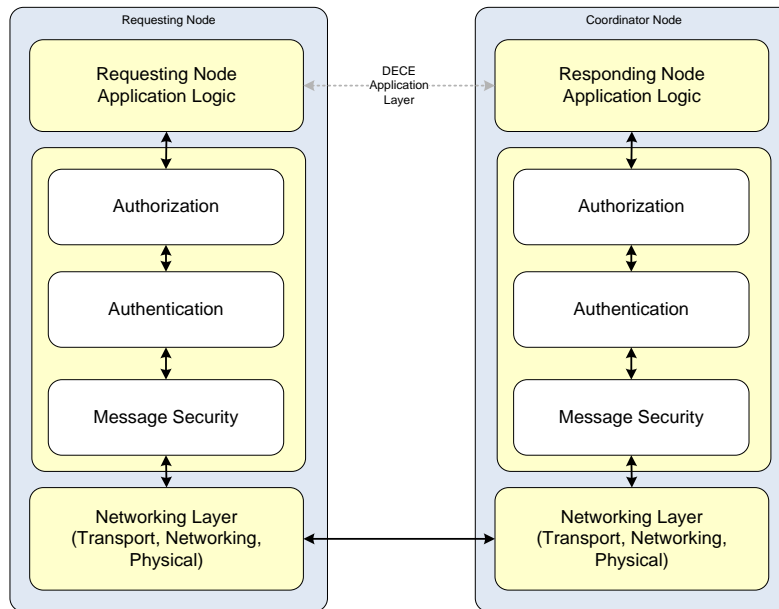 Requesting Node
Requesting Node
Application Logic
Authorization
Authentication
Message Security
Networking Layer
(Transport, Networking,
Physical)
DECE
Application
Layer
Coordinator Node
Responding Node
Application Logic
Authorization
Authentication
Message Security
Networking Layer
(Transport, Networking,
Physical)